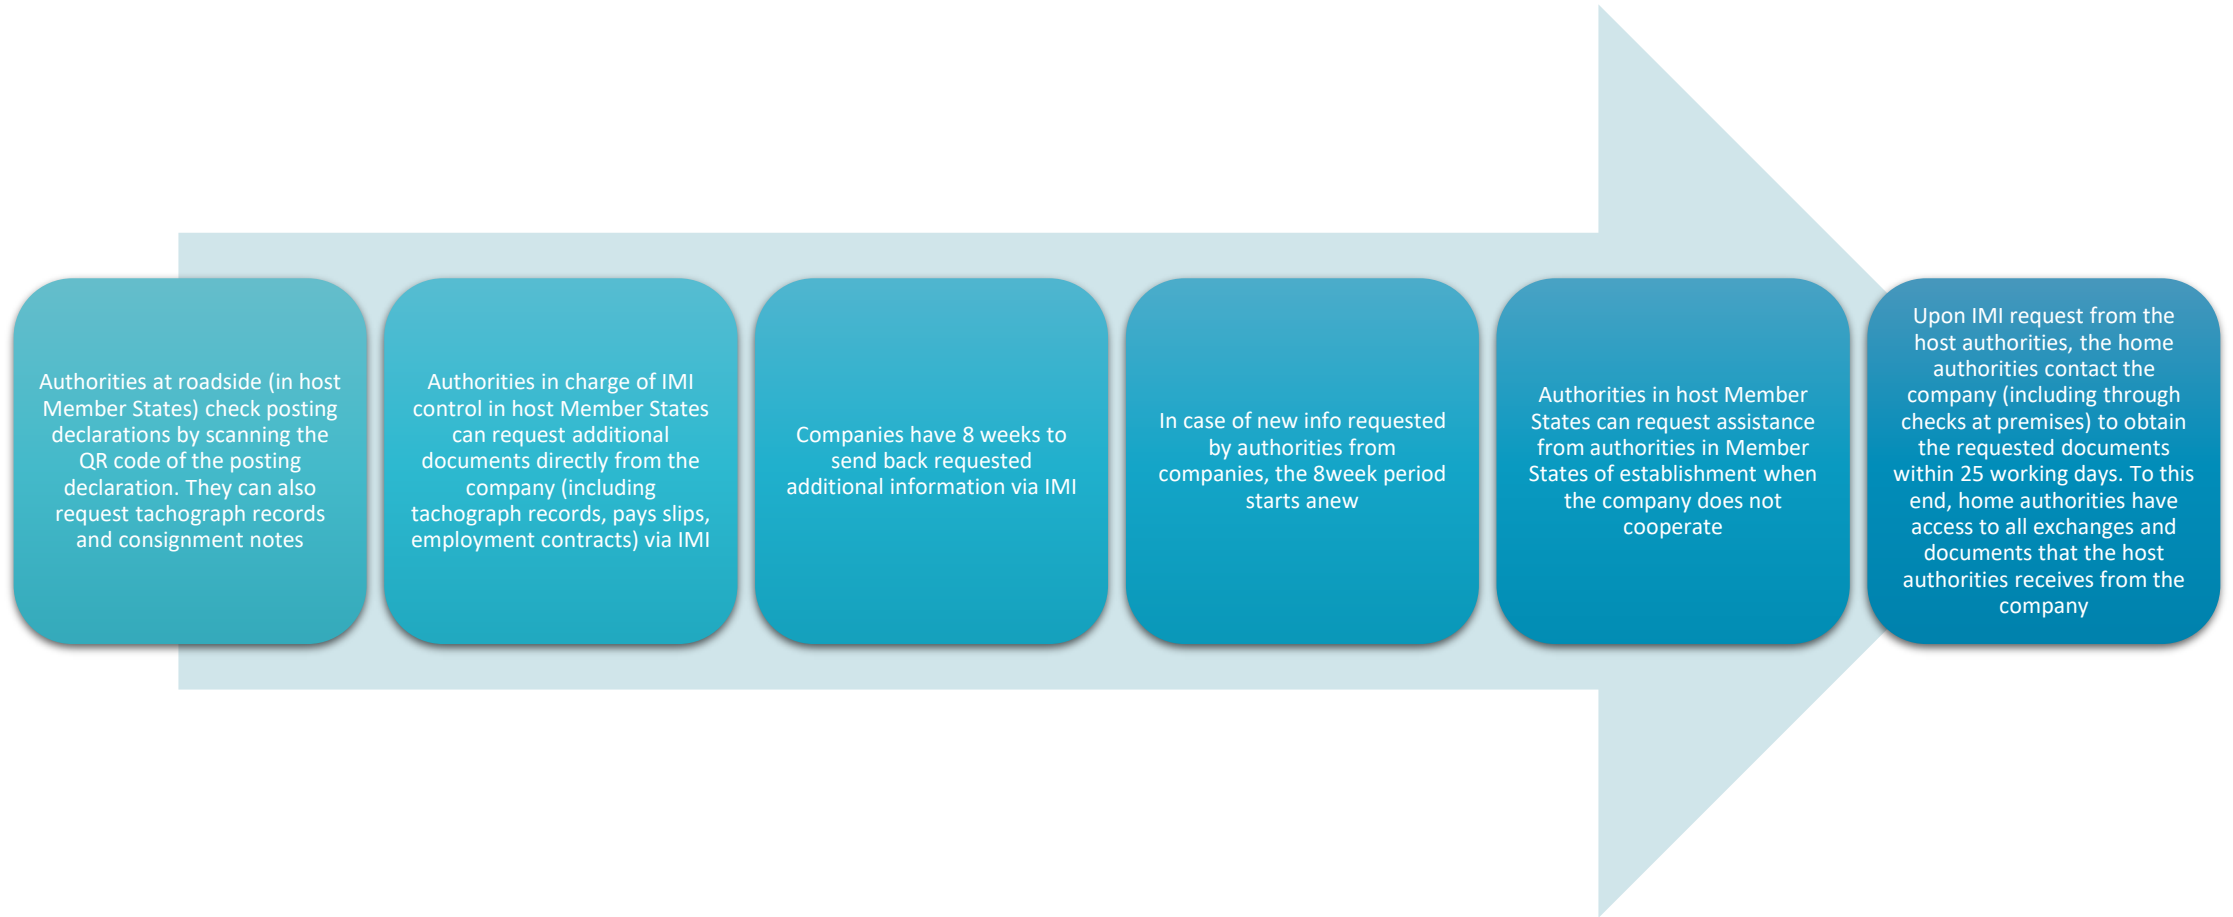 Authorities at roadside (in host
Member States) check posting
declarations by scanning the
QR code of the posting
declaration. They can also
request tachograph records
and consignment notes
Authorities in charge of IMI
control in host Member States
can request additional
documents directly from the
company (including
tachograph records, pays slips,
employment contracts) via IMI
Companies have 8 weeks to
send back requested
additional information via IMI
In case of new info requested
by authorities from
companies, the 8week period
starts anew
Authorities in host Member
States can request assistance
from authorities in Member
States of establishment when
the company does not
cooperate
Upon IMI request from the
host authorities, the home
authorities contact the
company (including through
checks at premises) to obtain
the requested documents
within 25 working days. To this
end, home authorities have
access to all exchanges and
documents that the host
authorities receives from the
company